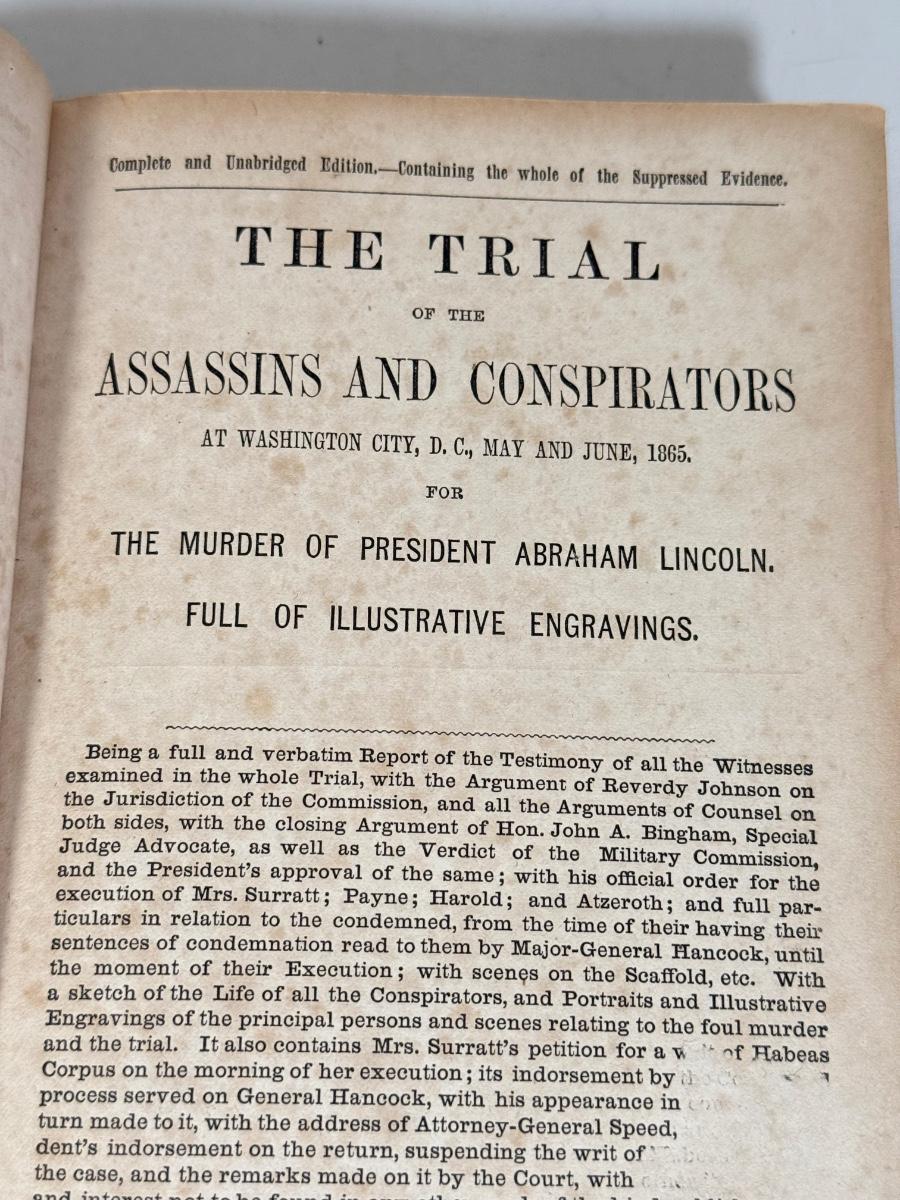 Complete and Unabridged Edition.—Containing the whole of the Suppressed Evidence.
THE TRIAL
OF THE
ASSASSINS AND CONSPIRATORS
AT WASHINGTON CITY, D. C., MAY AND JUNE, 1865.
FOR
THE MURDER OF PRESIDENT ABRAHAM LINCOLN.
FULL OF ILLUSTRATIVE ENGRAVINGS.
Being a full and verbatim Report of the Testimony of all the Witnesses
examined in the whole Trial, with the Argument of Reverdy Johnson on
the Jurisdiction of the Commission, and all the Arguments of Counsel on
both sides, with the closing Argument of Hon. John A. Bingham, Special
Judge Advocate, as well as the Verdict of the Military Commission,
and the President's approval of the same; with his official order for the
execution of Mrs. Surratt; Payne; Harold; and Atzeroth; and full par-
ticulars in relation to the condemned, from the time of their having their
sentences of condemnation read to them by Major-General Hancock, until
the moment of their Execution; with scenes on the Scaffold, etc. With
a sketch of the Life of all the Conspirators, and Portraits and Illustrative
Engravings of the principal persons and scenes relating to the foul murder
and the trial. It also contains Mrs. Surratt's petition for a of Habeas
Corpus on the morning of her execution; its indorsement by
process served on General Hancock, with his appearance in
turn made to it, with the address of Attorney-General Speed,
dent's indorsement on the return, suspending the writ of
the case, and the remarks made on it by the Court, with
and interest not to be found in any other